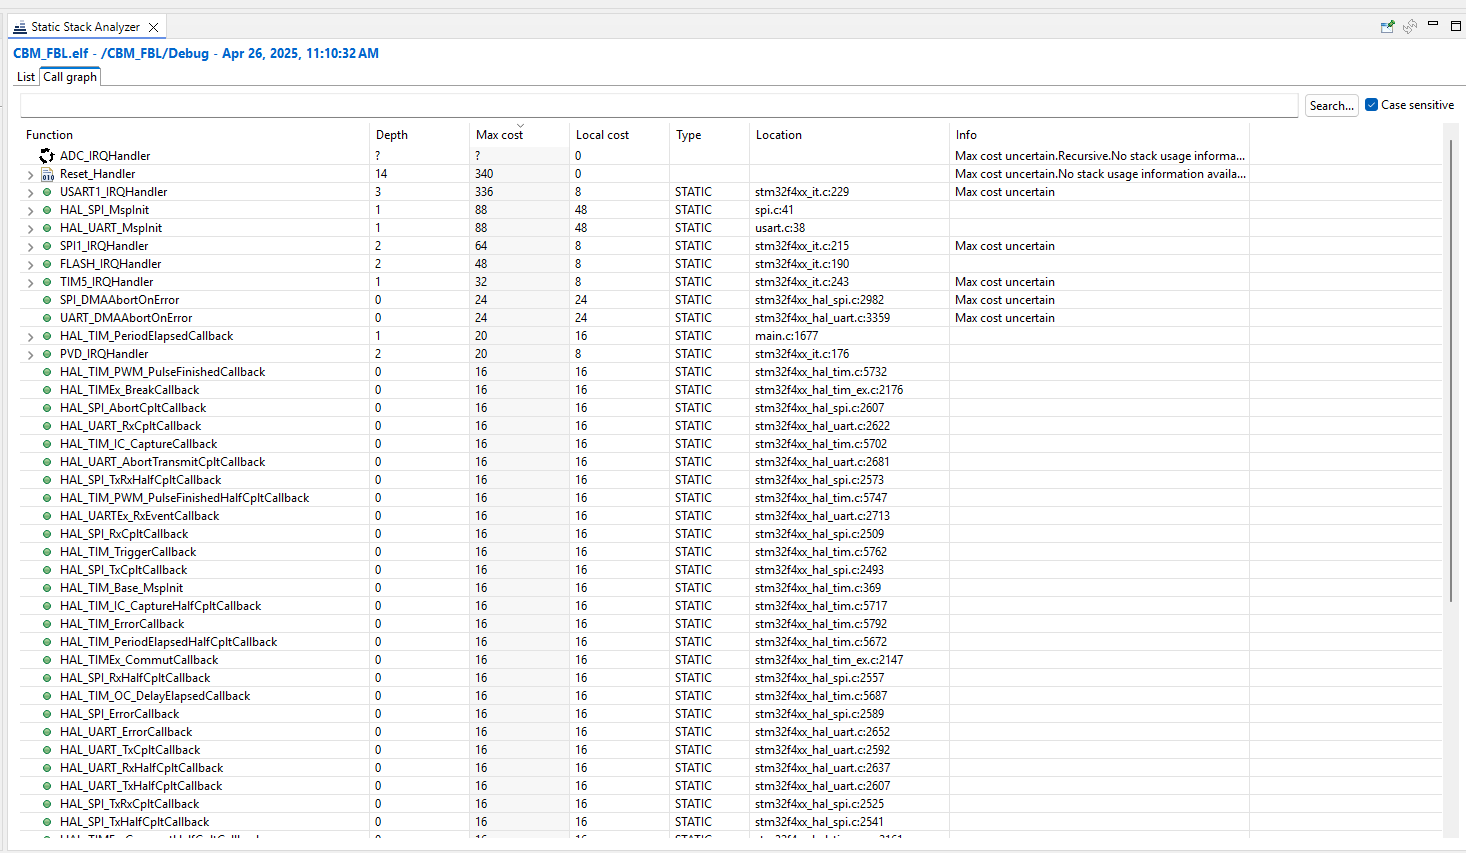 Static Stack Analyzer
CBM_FBL.elf - /CBM_FBL/Debug - Apr 26, 2025, 11:10:32 AM
List Call graph
Search... Case sensitive
Function Depth Max cost Local cost Type Location Info
ADC_IRQHandler ? ? 0 Max cost uncertain.Recursive.No stack usage informa...
Reset_Handler 14 340 0 Max cost uncertain.No stack usage information availa...
USART1_IRQHandler 3 336 8 STATIC stm32f4xx_it.c:229 Max cost uncertain
HAL_SPI_MspInit 1 88 48 STATIC spi.c:41
HAL_UART_MspInit 1 88 48 STATIC usart.c:38
SPI1_IRQHandler 2 64 8 STATIC stm32f4xx_it.c:215 Max cost uncertain
FLASH_IRQHandler 2 48 8 STATIC stm32f4xx_it.c:190
TIM5_IRQHandler 1 32 8 STATIC stm32f4xx_it.c:243 Max cost uncertain
SPI_DMAAbortOnError 0 24 24 STATIC stm32f4xx_hal_spi.c:2982 Max cost uncertain
UART_DMAAbortOnError 0 24 24 STATIC stm32f4xx_hal_uart.c:3359 Max cost uncertain
HAL_TIM_PeriodElapsedCallback 1 20 16 STATIC main.c:1677
PVD_IRQHandler 2 20 8 STATIC stm32f4xx_it.c:176
HAL_TIM_PWM_PulseFinishedCallback 0 16 16 STATIC stm32f4xx_hal_tim.c:5732
HAL_TIMEx_BreakCallback 0 16 16 STATIC stm32f4xx_hal_tim_ex.c:2176
HAL_SPI_AbortCpltCallback 0 16 16 STATIC stm32f4xx_hal_spi.c:2607
HAL_UART_RxCpltCallback 0 16 16 STATIC stm32f4xx_hal_uart.c:2622
HAL_TIM_IC_CaptureCallback 0 16 16 STATIC stm32f4xx_hal_tim.c:5702
HAL_UART_AbortTransmitCpltCallback 0 16 16 STATIC stm32f4xx_hal_uart.c:2681
HAL_SPI_TxRxHalfCpltCallback 0 16 16 STATIC stm32f4xx_hal_spi.c:2573
HAL_TIM_PWM_PulseFinishedHalfCpltCallback 0 16 16 STATIC stm32f4xx_hal_tim.c:5747
HAL_UARTEx_RxEventCallback 0 16 16 STATIC stm32f4xx_hal_uart.c:2713
HAL_SPI_RxCpltCallback 0 16 16 STATIC stm32f4xx_hal_spi.c:2509
HAL_TIM_TriggerCallback 0 16 16 STATIC stm32f4xx_hal_tim.c:5762
HAL_SPI_TxCpltCallback 0 16 16 STATIC stm32f4xx_hal_spi.c:2493
HAL_TIM_Base_MspInit 0 16 16 STATIC stm32f4xx_hal_tim.c:369
HAL_TIM_IC_CaptureHalfCpltCallback 0 16 16 STATIC stm32f4xx_hal_tim.c:5717
HAL_TIM_ErrorCallback 0 16 16 STATIC stm32f4xx_hal_tim.c:5792
HAL_TIM_PeriodElapsedHalfCpltCallback 0 16 16 STATIC stm32f4xx_hal_tim.c:5672
HAL_TIMEx_CommutCallback 0 16 16 STATIC stm32f4xx_hal_tim_ex.c:2147
HAL_SPI_RxHalfCpltCallback 0 16 16 STATIC stm32f4xx_hal_spi.c:2557
HAL_TIM_OC_DelayElapsedCallback 0 16 16 STATIC stm32f4xx_hal_tim.c:5687
HAL_SPI_ErrorCallback 0 16 16 STATIC stm32f4xx_hal_spi.c:2589
HAL_UART_ErrorCallback 0 16 16 STATIC stm32f4xx_hal_uart.c:2652
HAL_UART_TxCpltCallback 0 16 16 STATIC stm32f4xx_hal_uart.c:2592
HAL_UART_RxHalfCpltCallback 0 16 16 STATIC stm32f4xx_hal_uart.c:2637
HAL_UART_TxHalfCpltCallback 0 16 16 STATIC stm32f4xx_hal_uart.c:2607
HAL_SPI_TxRxCpltCallback 0 16 16 STATIC stm32f4xx_hal_spi.c:2525
HAL_SPI_TxHalfCpltCallback 0 16 16 STATIC stm32f4xx_hal_spi.c:2541